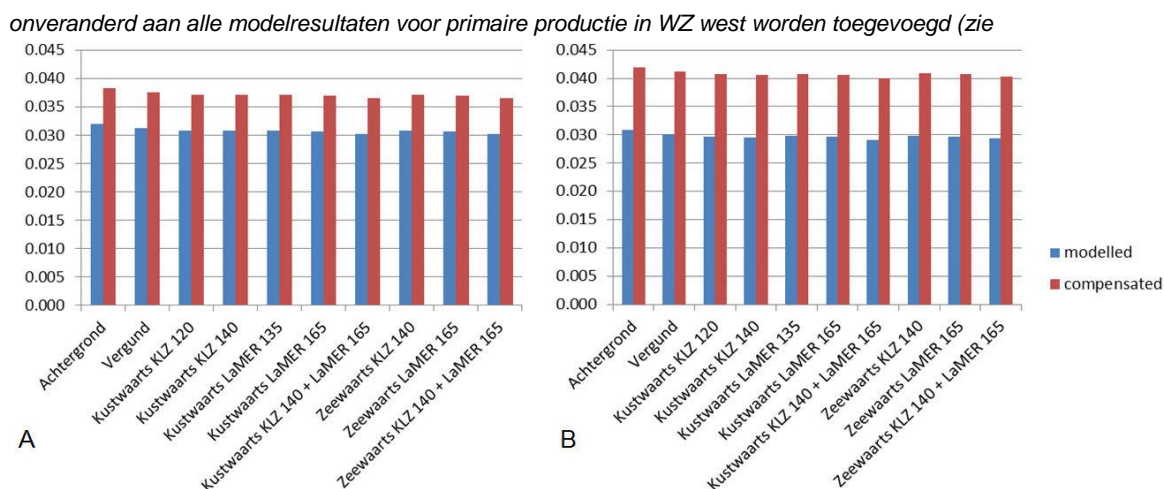 onveranderd aan alle modelresultaten voor primaire productie in WZ west worden toegevoegd (zie
0.045
0.040
0.035
0.030
0.025
0.020
0.015
0.010
0.005
0.000
Achtergrond
Vergund
Kustwaarts KLZ 120
Kustwaarts KLZ 140
Kustwaarts LaMER 135
Kustwaarts LaMER 165
Kustwaarts KLZ 140 + LaMER 165
Zeewaarts KLZ 140
Zeewaarts LaMER 165
Zeewaarts KLZ 140 + LaMER 165
A
0.045
0.040
0.035
0.030
0.025
0.020
0.015
0.010
0.005
0.000
Achtergrond
Vergund
Kustwaarts KLZ 120
Kustwaarts KLZ 140
Kustwaarts LaMER 135
Kustwaarts LaMER 165
Kustwaarts KLZ 140 + LaMER 165
Zeewaarts KLZ 140
Zeewaarts LaMER 165
Zeewaarts KLZ 140 + LaMER 165
B
modelled
compensated